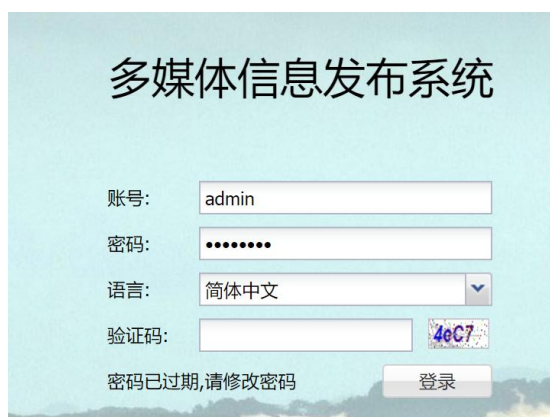 多媒体信息发布系统
账号: admin
密码: ••••••••
语言: 简体中文
验证码: 4eC7
密码已过期,请修改密码 登录